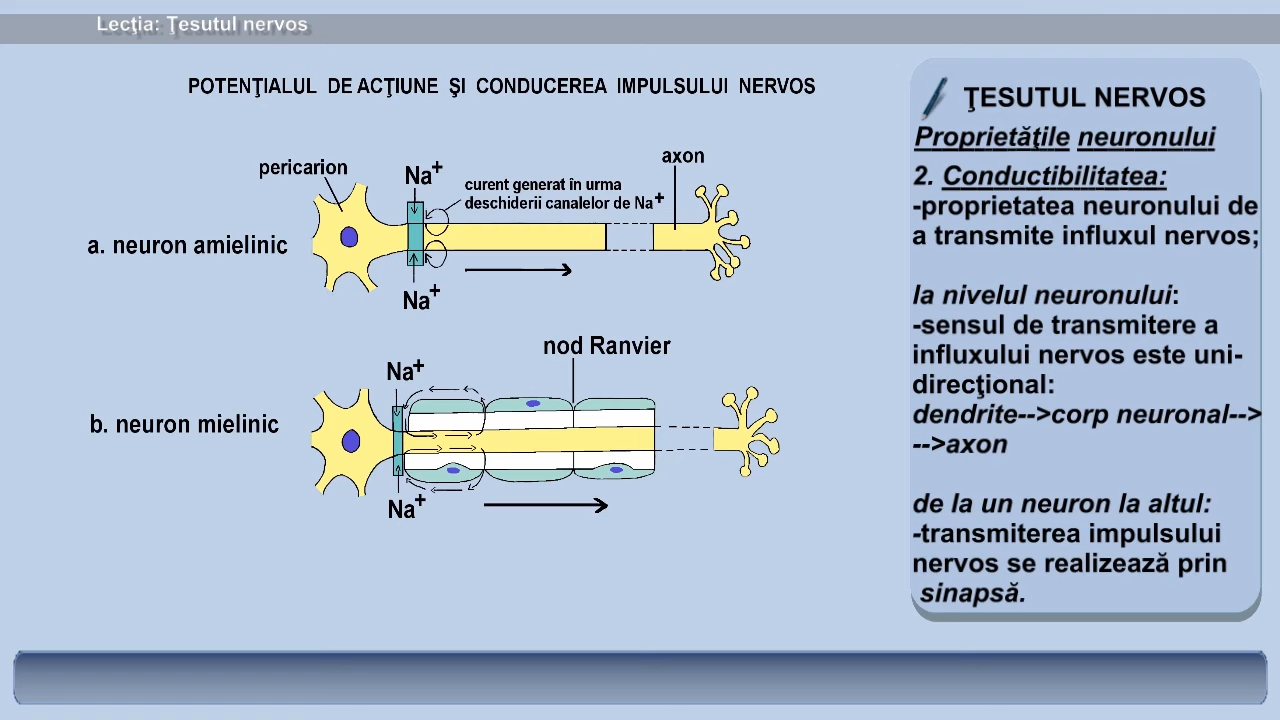 Lecţia: Ţesutul nervos
POTENŢIALUL DE ACŢIUNE ŞI CONDUCEREA IMPULSULUI NERVOS
pericarion
Na+
curent generat în urma
deschiderii canalelor de Na+
axon
a. neuron amielinic
Na+
nod Ranvier
Na+
b. neuron mielinic
Na+
ŢESUTUL NERVOS
Proprietăţile neuronului
2. Conductibilitatea:
-proprietatea neuronului de
a transmite influxul nervos;
la nivelul neuronului:
-sensul de transmitere a
influxului nervos este uni-
direcţional:
dendrite-->corp neuronal-->
-->axon
de la un neuron la altul:
-transmiterea impulsului
nervos se realizează prin
sinapsă.